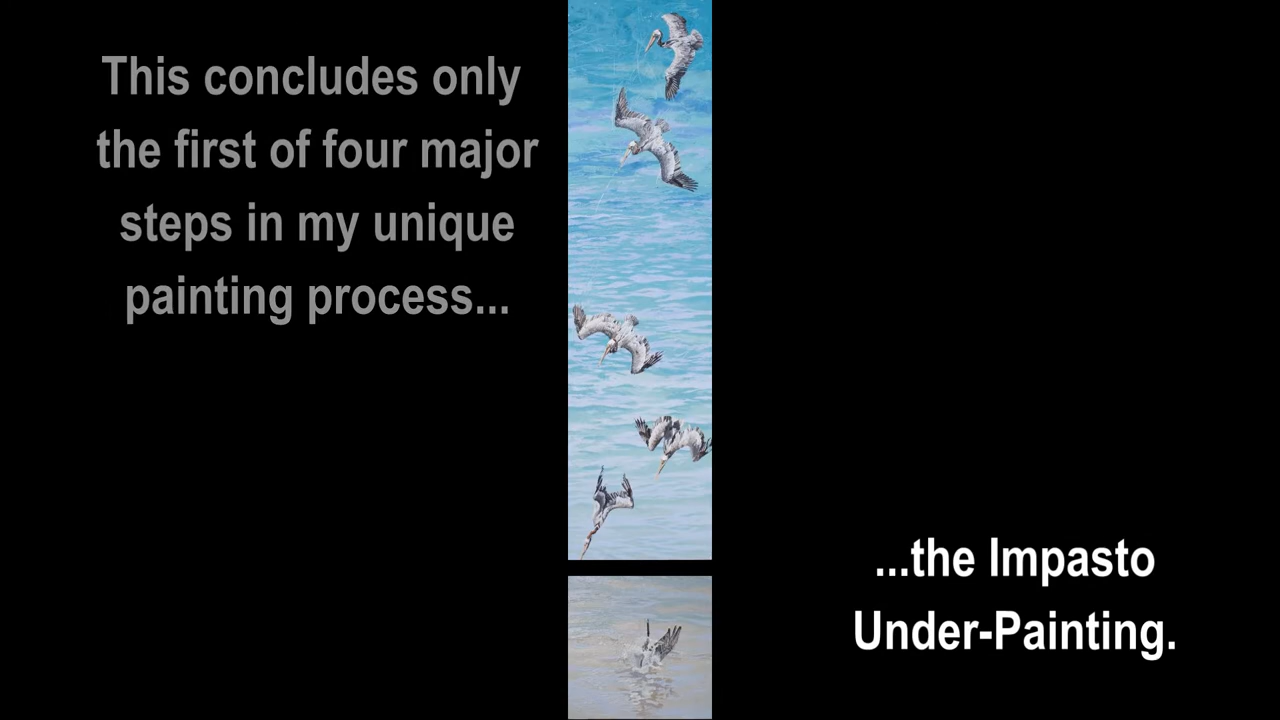 This concludes only
the first of four major
steps in my unique
painting process...
...the Impasto
Under-Painting.